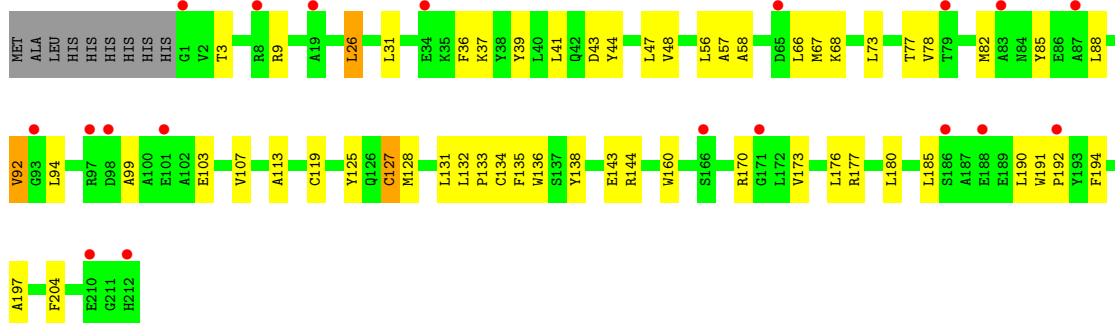 MET ALA LEU HIS HIS HIS HIS HIS HIS G1 V2 T3 R8 R9 A19 L26 L31 E34 K35 F36 K37 Y38 Y39 L40 L41 Q42 D43 Y44 L47 V48 L56 A57 A58 D65 L66 M67 K68 L73 T77 V78 T79 M82 A83 N84 Y85 E86 A87 L88
V92 G93 L94 R97 D98 A99 A100 E101 A102 E103 V107 A113 C119 Y125 Q126 C127 M128 L131 L132 P133 C134 F135 W136 S137 Y138 E143 R144 W160 S166 R170 G171 L172 V173 L176 R177 L180 L185 S186 A187 E188 E189 L190 W191 P192 Y193 F194
A197 F204 E210 G211 H212